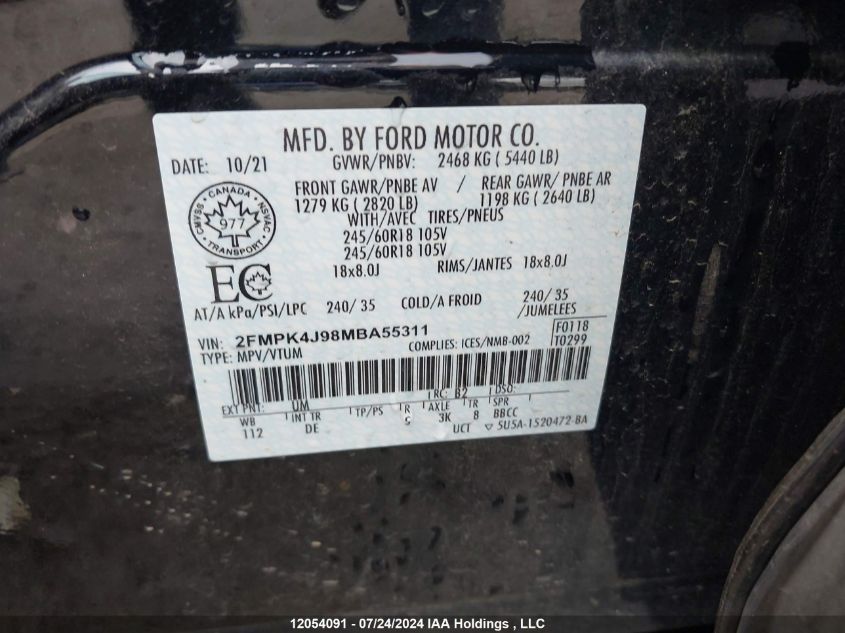 MFD. BY FORD MOTOR CO.
DATE: 10/21 GVWR/PNBV: 2468 KG ( 5440 LB)
FRONT GAWR/PNBE AV / REAR GAWR/ PNBE AR
1279 KG ( 2820 LB) 1198 KG ( 2640 LB)
WITH/AVEC TIRES/PNEUS
245/60R18 105V
245/60R18 105V
18x8.0J RIMS/JANTES 18x8.0J
CANADA
CMVSS NSVAC
977
TRANSPORT
EC
AT/A kPa/PSI/LPC 240/ 35 COLD/A FROID 240/ 35
/JUMELEES
VIN: 2FMPK4J98MBA55311 F0118
TYPE: MPV/VTUM COMPLIES: ICES/NMB-002 T0299
EXT PNT: UM RC: B2 DSO:
WB INT TR TP/PS R AXLE TR SPR
112 DE 5 3K 8 BBCC
UCT 5U5A-1520472-BA
12054091 - 07/24/2024 IAA Holdings , LLC